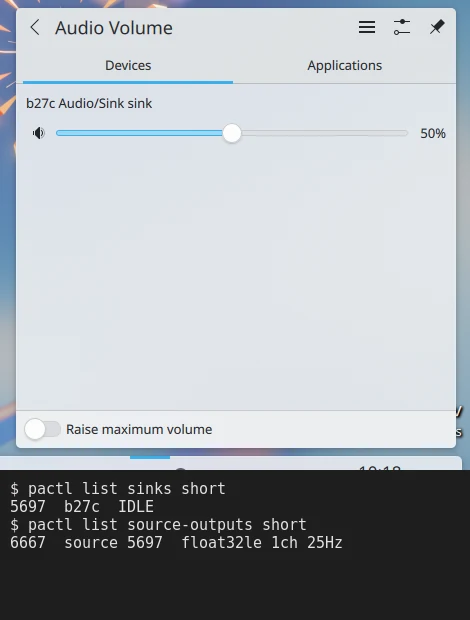 Audio Volume
Devices
Applications
b27c Audio/Sink sink
50%
Raise maximum volume
$ pactl list sinks short
5697  b27c  IDLE
$ pactl list source-outputs short
6667  source 5697  float32le 1ch 25Hz